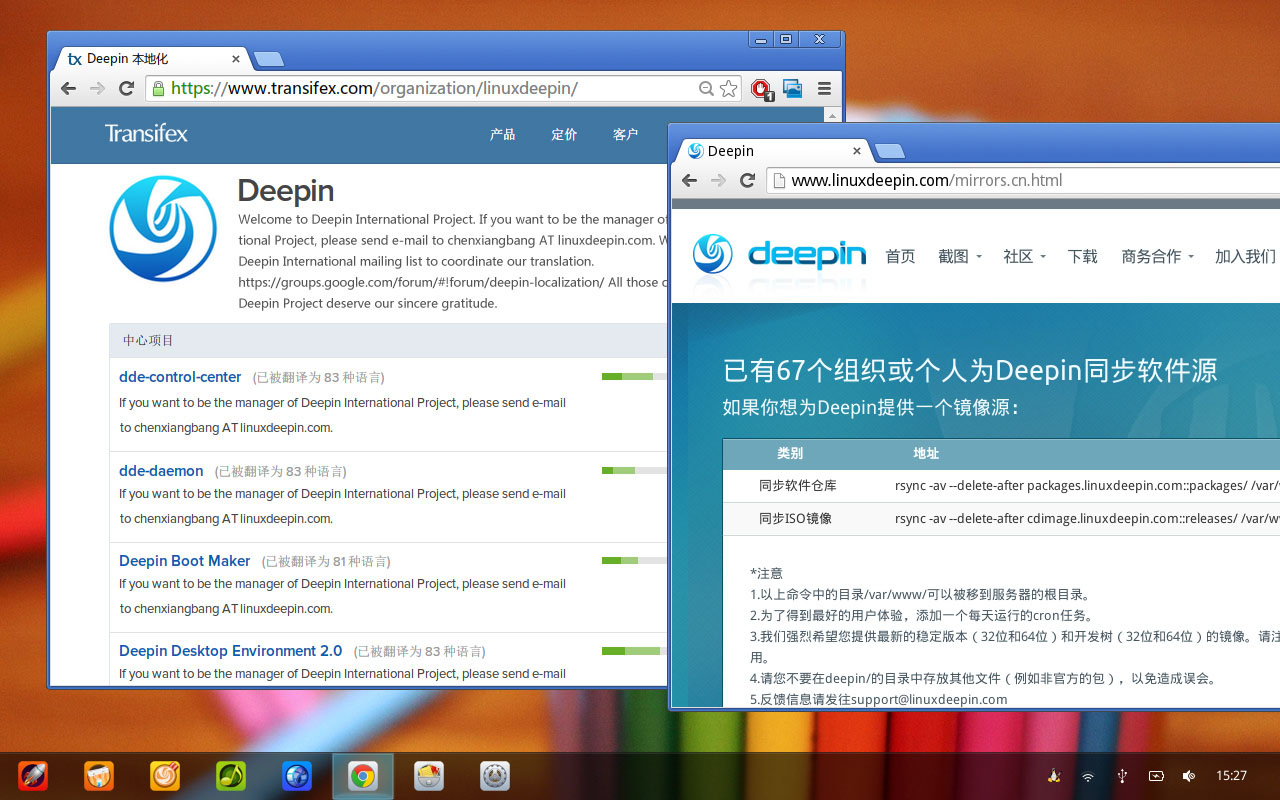 tx Deepin 本地化
https://www.transifex.com/organization/linuxdeepin/
1
Transifex
产品 定价 客户
Deepin
Welcome to Deepin International Project. If you want to be the manager of
tional Project, please send e-mail to chenxiangbang AT linuxdeepin.com. W
Deepin International mailing list to coordinate our translation.
https://groups.google.com/forum/#!forum/deepin-localization/ All those c
Deepin Project deserve our sincere gratitude.
中心项目
dde-control-center (已被翻译为 83 种语言)
If you want to be the manager of Deepin International Project, please send e-mail
to chenxiangbang AT linuxdeepin.com.
dde-daemon (已被翻译为 83 种语言)
If you want to be the manager of Deepin International Project, please send e-mail
to chenxiangbang AT linuxdeepin.com.
Deepin Boot Maker (已被翻译为 81 种语言)
If you want to be the manager of Deepin International Project, please send e-mail
to chenxiangbang AT linuxdeepin.com.
Deepin Desktop Environment 2.0 (已被翻译为 83 种语言)
If you want to be the manager of Deepin International Project, please send e-mail
Deepin
www.linuxdeepin.com/mirrors.cn.html
deepin 首页 截图 社区 下载 商务合作 加入我们
已有67个组织或个人为Deepin同步软件源
如果你想为Deepin提供一个镜像源：
类别 地址
同步软件仓库 rsync -av --delete-after packages.linuxdeepin.com::packages/ /var/
同步ISO镜像 rsync -av --delete-after cdimage.linuxdeepin.com::releases/ /var/w
*注意
1.以上命令中的目录/var/www/可以被移到服务器的根目录。
2.为了得到最好的用户体验，添加一个每天运行的cron任务。
3.我们强烈希望您提供最新的稳定版本（32位和64位）和开发树（32位和64位）的镜像。请注
用。
4.请您不要在deepin/的目录中存放其他文件（例如非官方的包），以免造成误会。
5.反馈信息请发往support@linuxdeepin.com
15:27